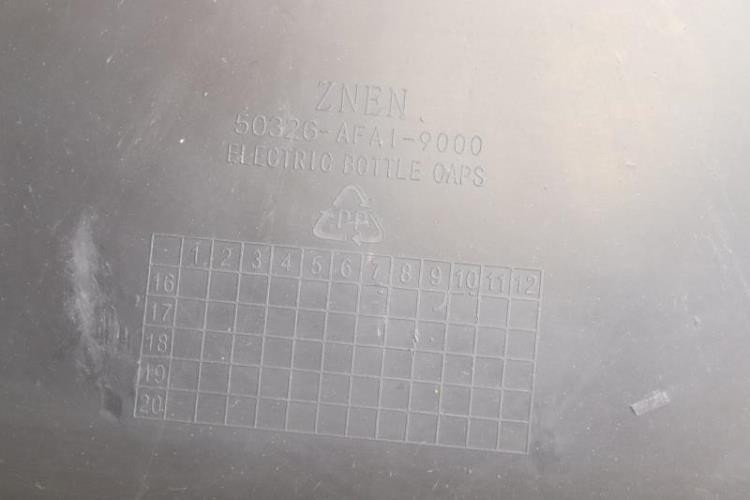 ZNEN
50326-AFA1-9000
ELECTRIC BOTTLE CAPS
PP
- 1 2 3 4 5 6 7 8 9 10 11 12
16
17
18
19
20